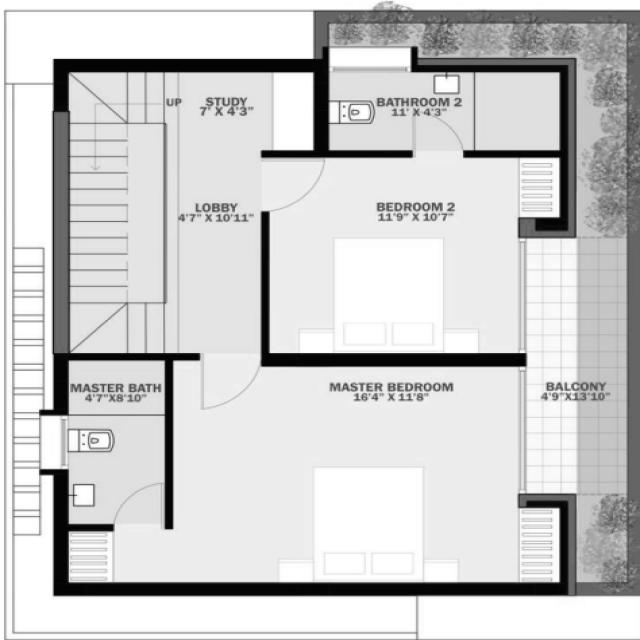 UP
STUDY
7' X 4'3"
BATHROOM 2
11' X 4'3"
LOBBY
4'7" X 10'11"
BEDROOM 2
11'9" X 10'7"
MASTER BATH
4'7"X8'10"
MASTER BEDROOM
16'4" X 11'8"
BALCONY
4'9"X13'10"